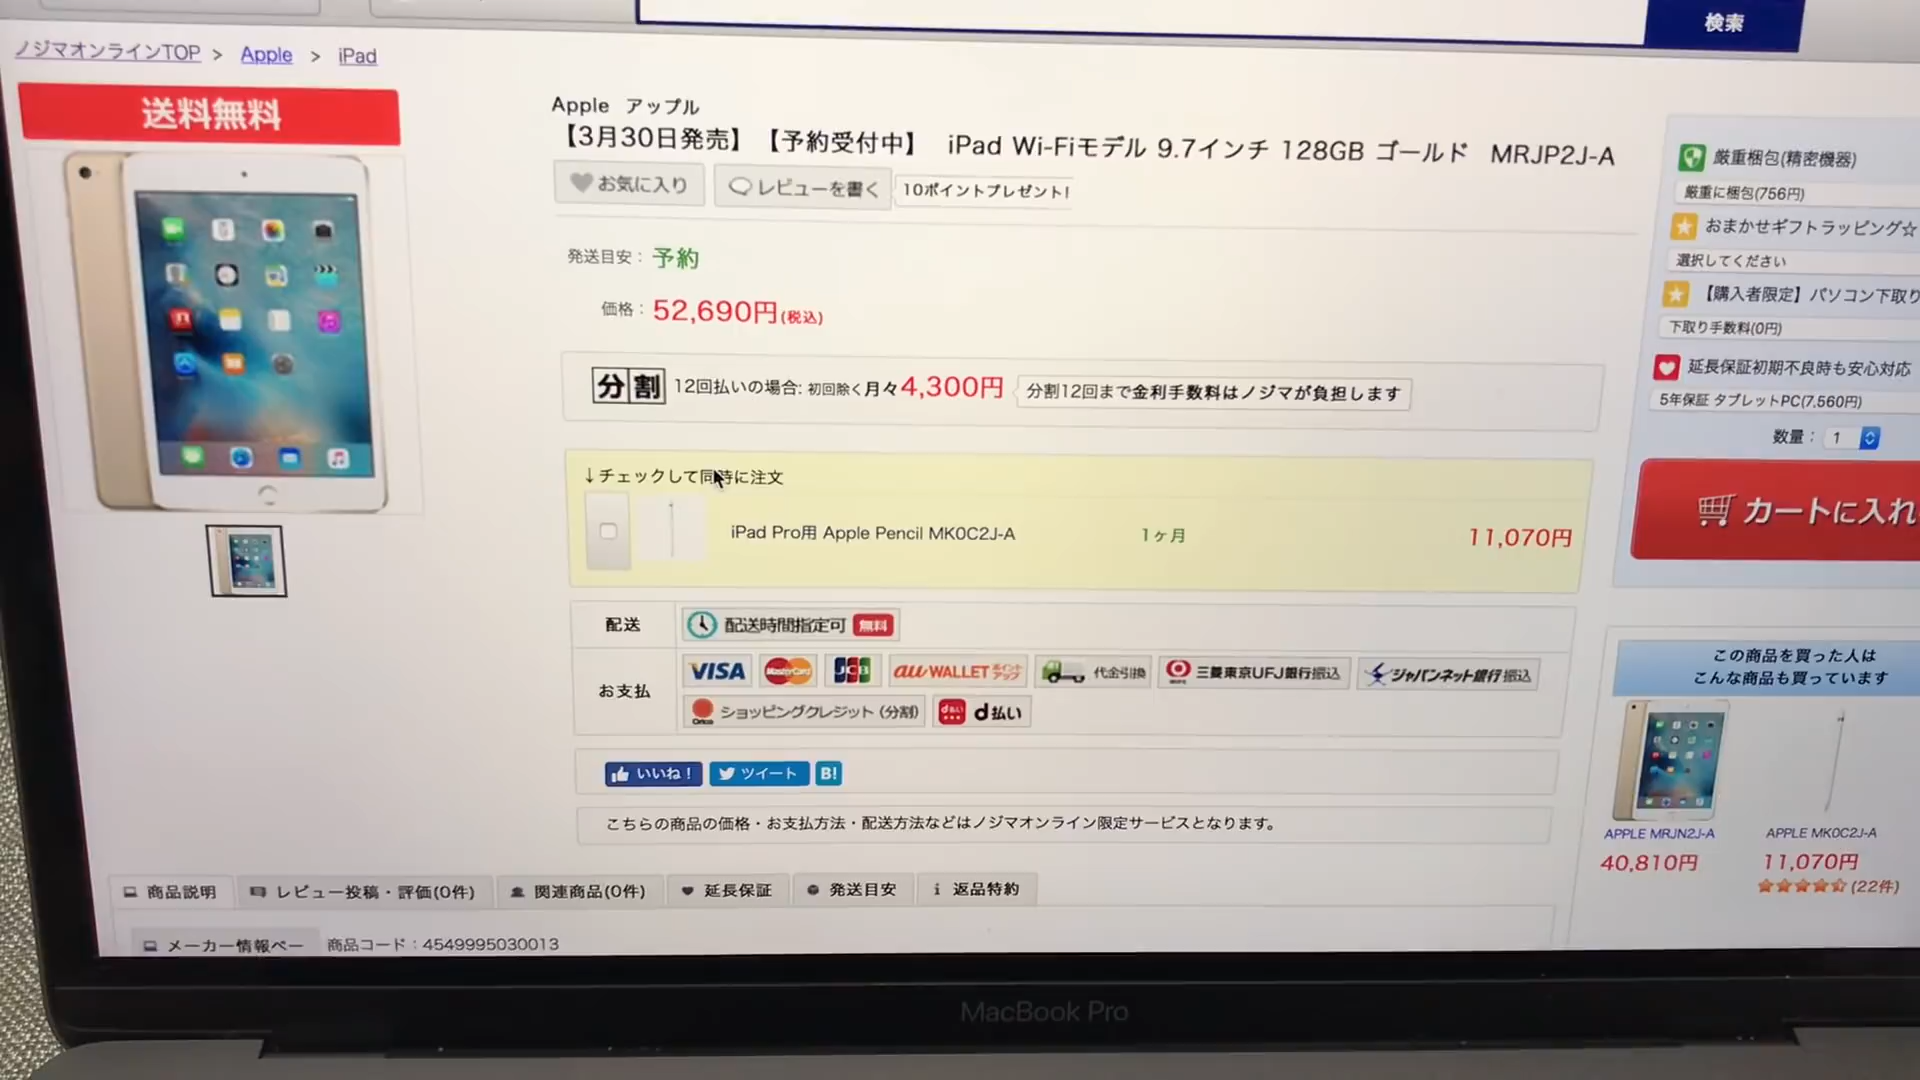 検索
ノジマオンラインTOP > Apple > iPad
送料無料
Apple アップル
【3月30日発売】【予約受付中】 iPad Wi-Fiモデル 9.7インチ 128GB ゴールド MRJP2J-A
お気に入り
レビューを書く
10ポイントプレゼント!
発送目安: 予約
価格: 52,690円(税込)
分割 12回払いの場合: 初回除く月々4,300円
分割12回まで金利手数料はノジマが負担します
↓チェックして同時に注文
iPad Pro用 Apple Pencil MK0C2J-A 1ヶ月 11,070円
配送 配送時間指定可 無料
お支払 VISA MasterCard JCB au WALLET ポイントアップ 代金引換 三菱東京UFJ銀行振込 ジャパンネット銀行振込
Orico ショッピングクレジット (分割) d払い d払い
いいね! ツイート B!
こちらの商品の価格・お支払方法・配送方法などはノジマオンライン限定サービスとなります。
商品説明 レビュー投稿・評価(0件) 関連商品(0件) 延長保証 発送目安 返品特約
メーカー情報ペー 商品コード : 4549995030013
厳重梱包(精密機器)
厳重に梱包(756円)
おまかせギフトラッピング☆
選択してください
【購入者限定】パソコン下取り
下取り手数料(0円)
延長保証初期不良時も安心対応
5年保証 タブレットPC(7,560円)
数量: 1
カートに入れ
この商品を買った人は
こんな商品も買っています
APPLE MRJN2J-A
40,810円
APPLE MK0C2J-A
11,070円
(22件)
MacBook Pro